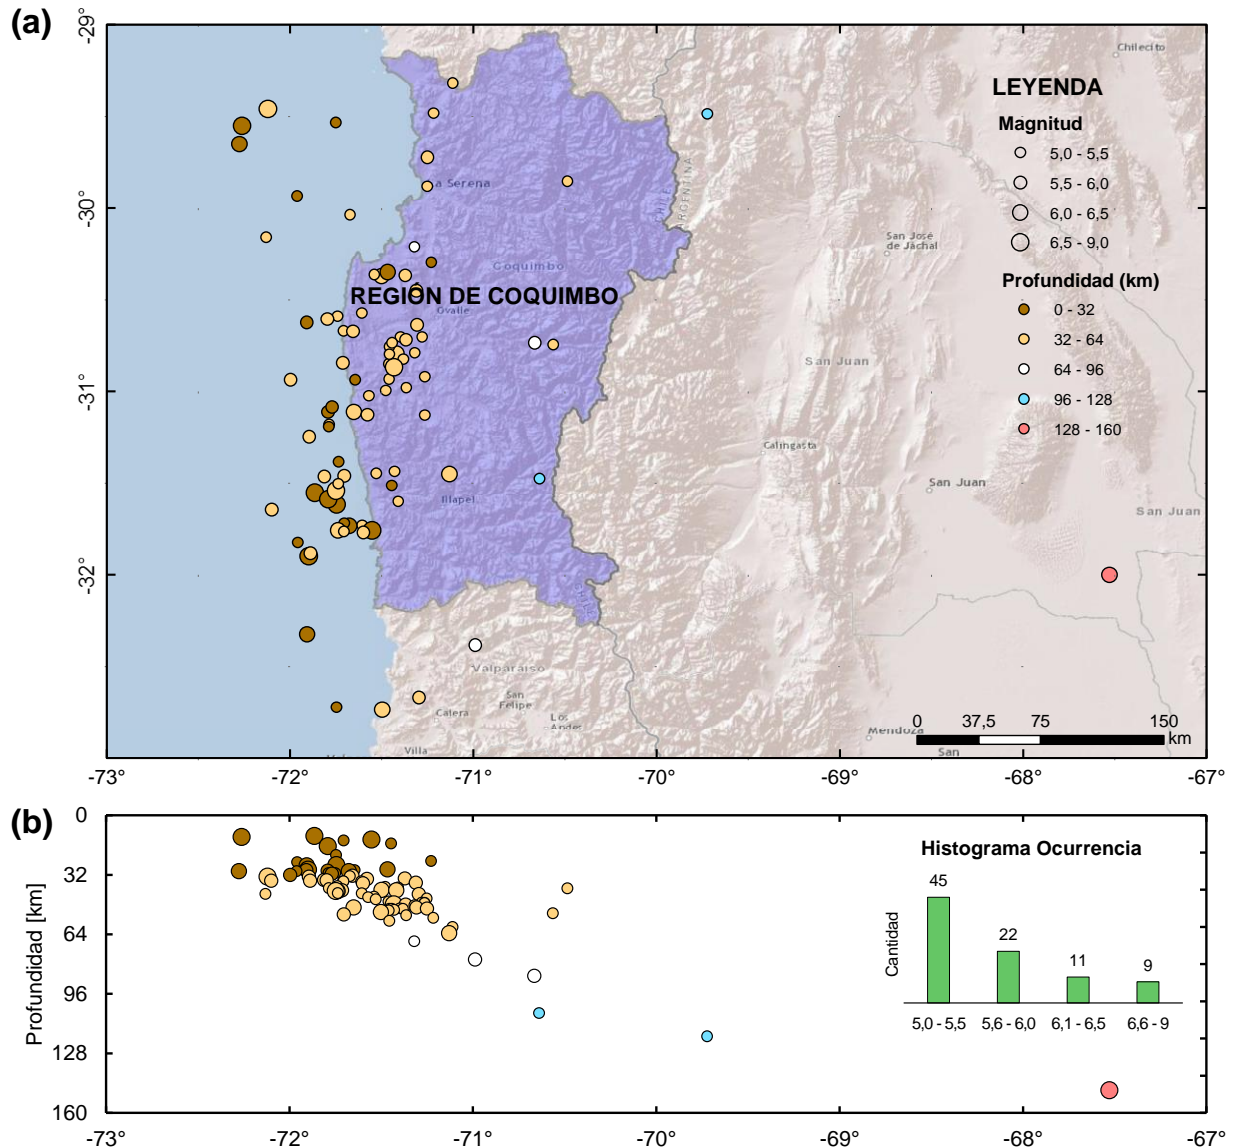 (a)
-29°
-30°
-31°
-32°
-73°
-72°
-71°
-70°
-69°
-68°
-67°
Chilecito
a Serena
CHILE
ARGENTINA
Coquimbo
REGIÓN DE COQUIMBO
Ovalle
San José
de Jáchal
San Juan
Calingasta
San Juan
San Juan
Illapel
CHILE
Valparaíso
San
Felipe
Calera
Los
Andes
Villa
Mendoza
San
LEYENDA
Magnitud
5,0 - 5,5
5,5 - 6,0
6,0 - 6,5
6,5 - 9,0
Profundidad (km)
0 - 32
32 - 64
64 - 96
96 - 128
128 - 160
0 37,5 75 150
km
(b)
Profundidad [km]
0
32
64
96
128
160
-73°
-72°
-71°
-70°
-69°
-68°
-67°
Histograma Ocurrencia
Cantidad
45
22
11
9
5,0 - 5,5
5,6 - 6,0
6,1 - 6,5
6,6 - 9